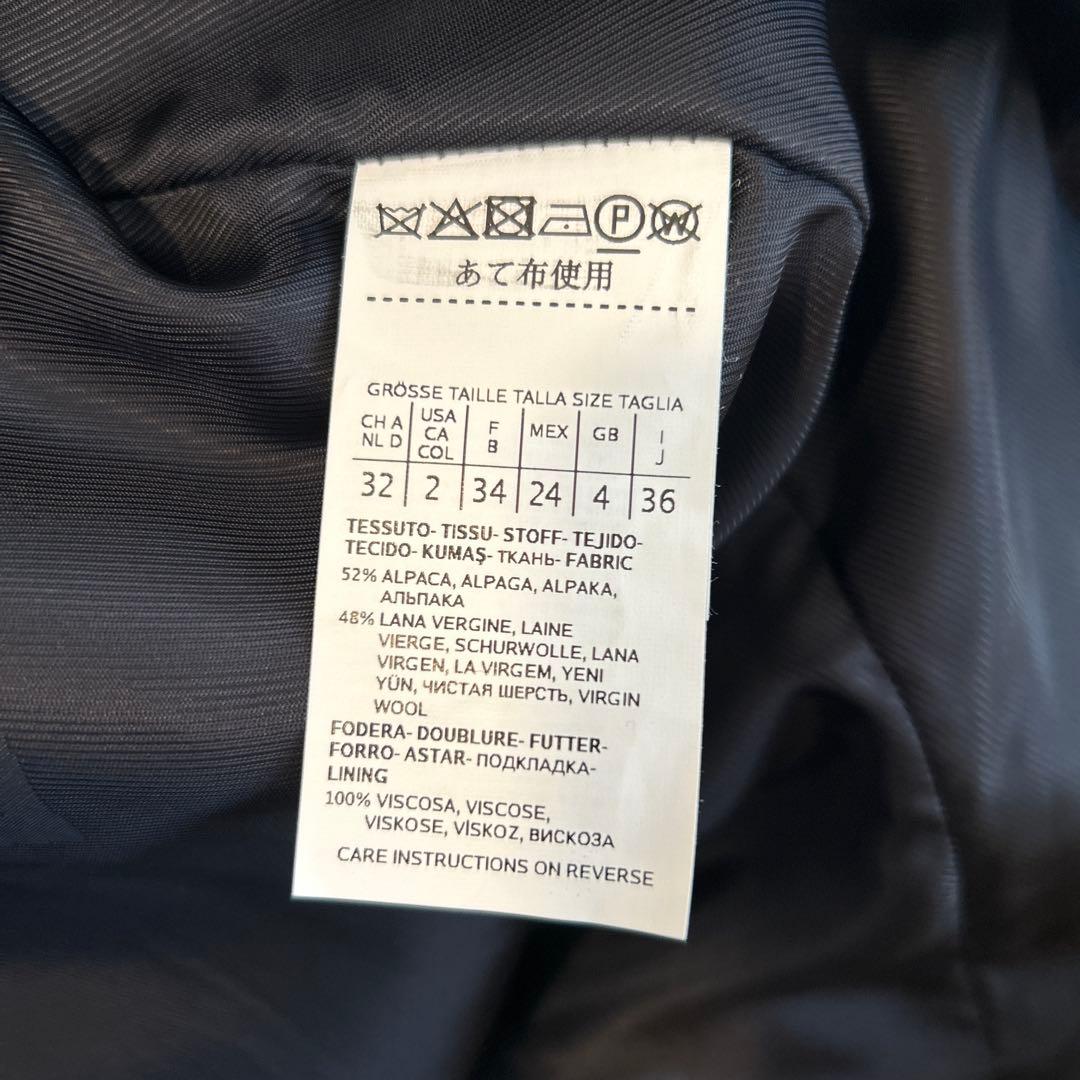 P W
あて布使用
GRÖSSE TAILLE TALLA SIZE TAGLIA
CH A NL D USA CA COL F B MEX GB I J
32 2 34 24 4 36
TESSUTO- TISSU- STOFF- TEJIDO-
TECIDO- KUMAŞ- ТКАНЬ- FABRIC
52% ALPACA, ALPAGA, ALPAKA,
АЛЬПАКА
48% LANA VERGINE, LAINE
VIERGE, SCHURWOLLE, LANA
VIRGEN, LA VIRGEM, YENI
YÜN, ЧИСТАЯ ШЕРСТЬ, VIRGIN
WOOL
FODERA- DOUBLURE- FUTTER-
FORRO- ASTAR- ПОДКЛАДКА-
LINING
100% VISCOSA, VISCOSE,
VISKOSE, VİSKOZ, ВИСКОЗА
CARE INSTRUCTIONS ON REVERSE